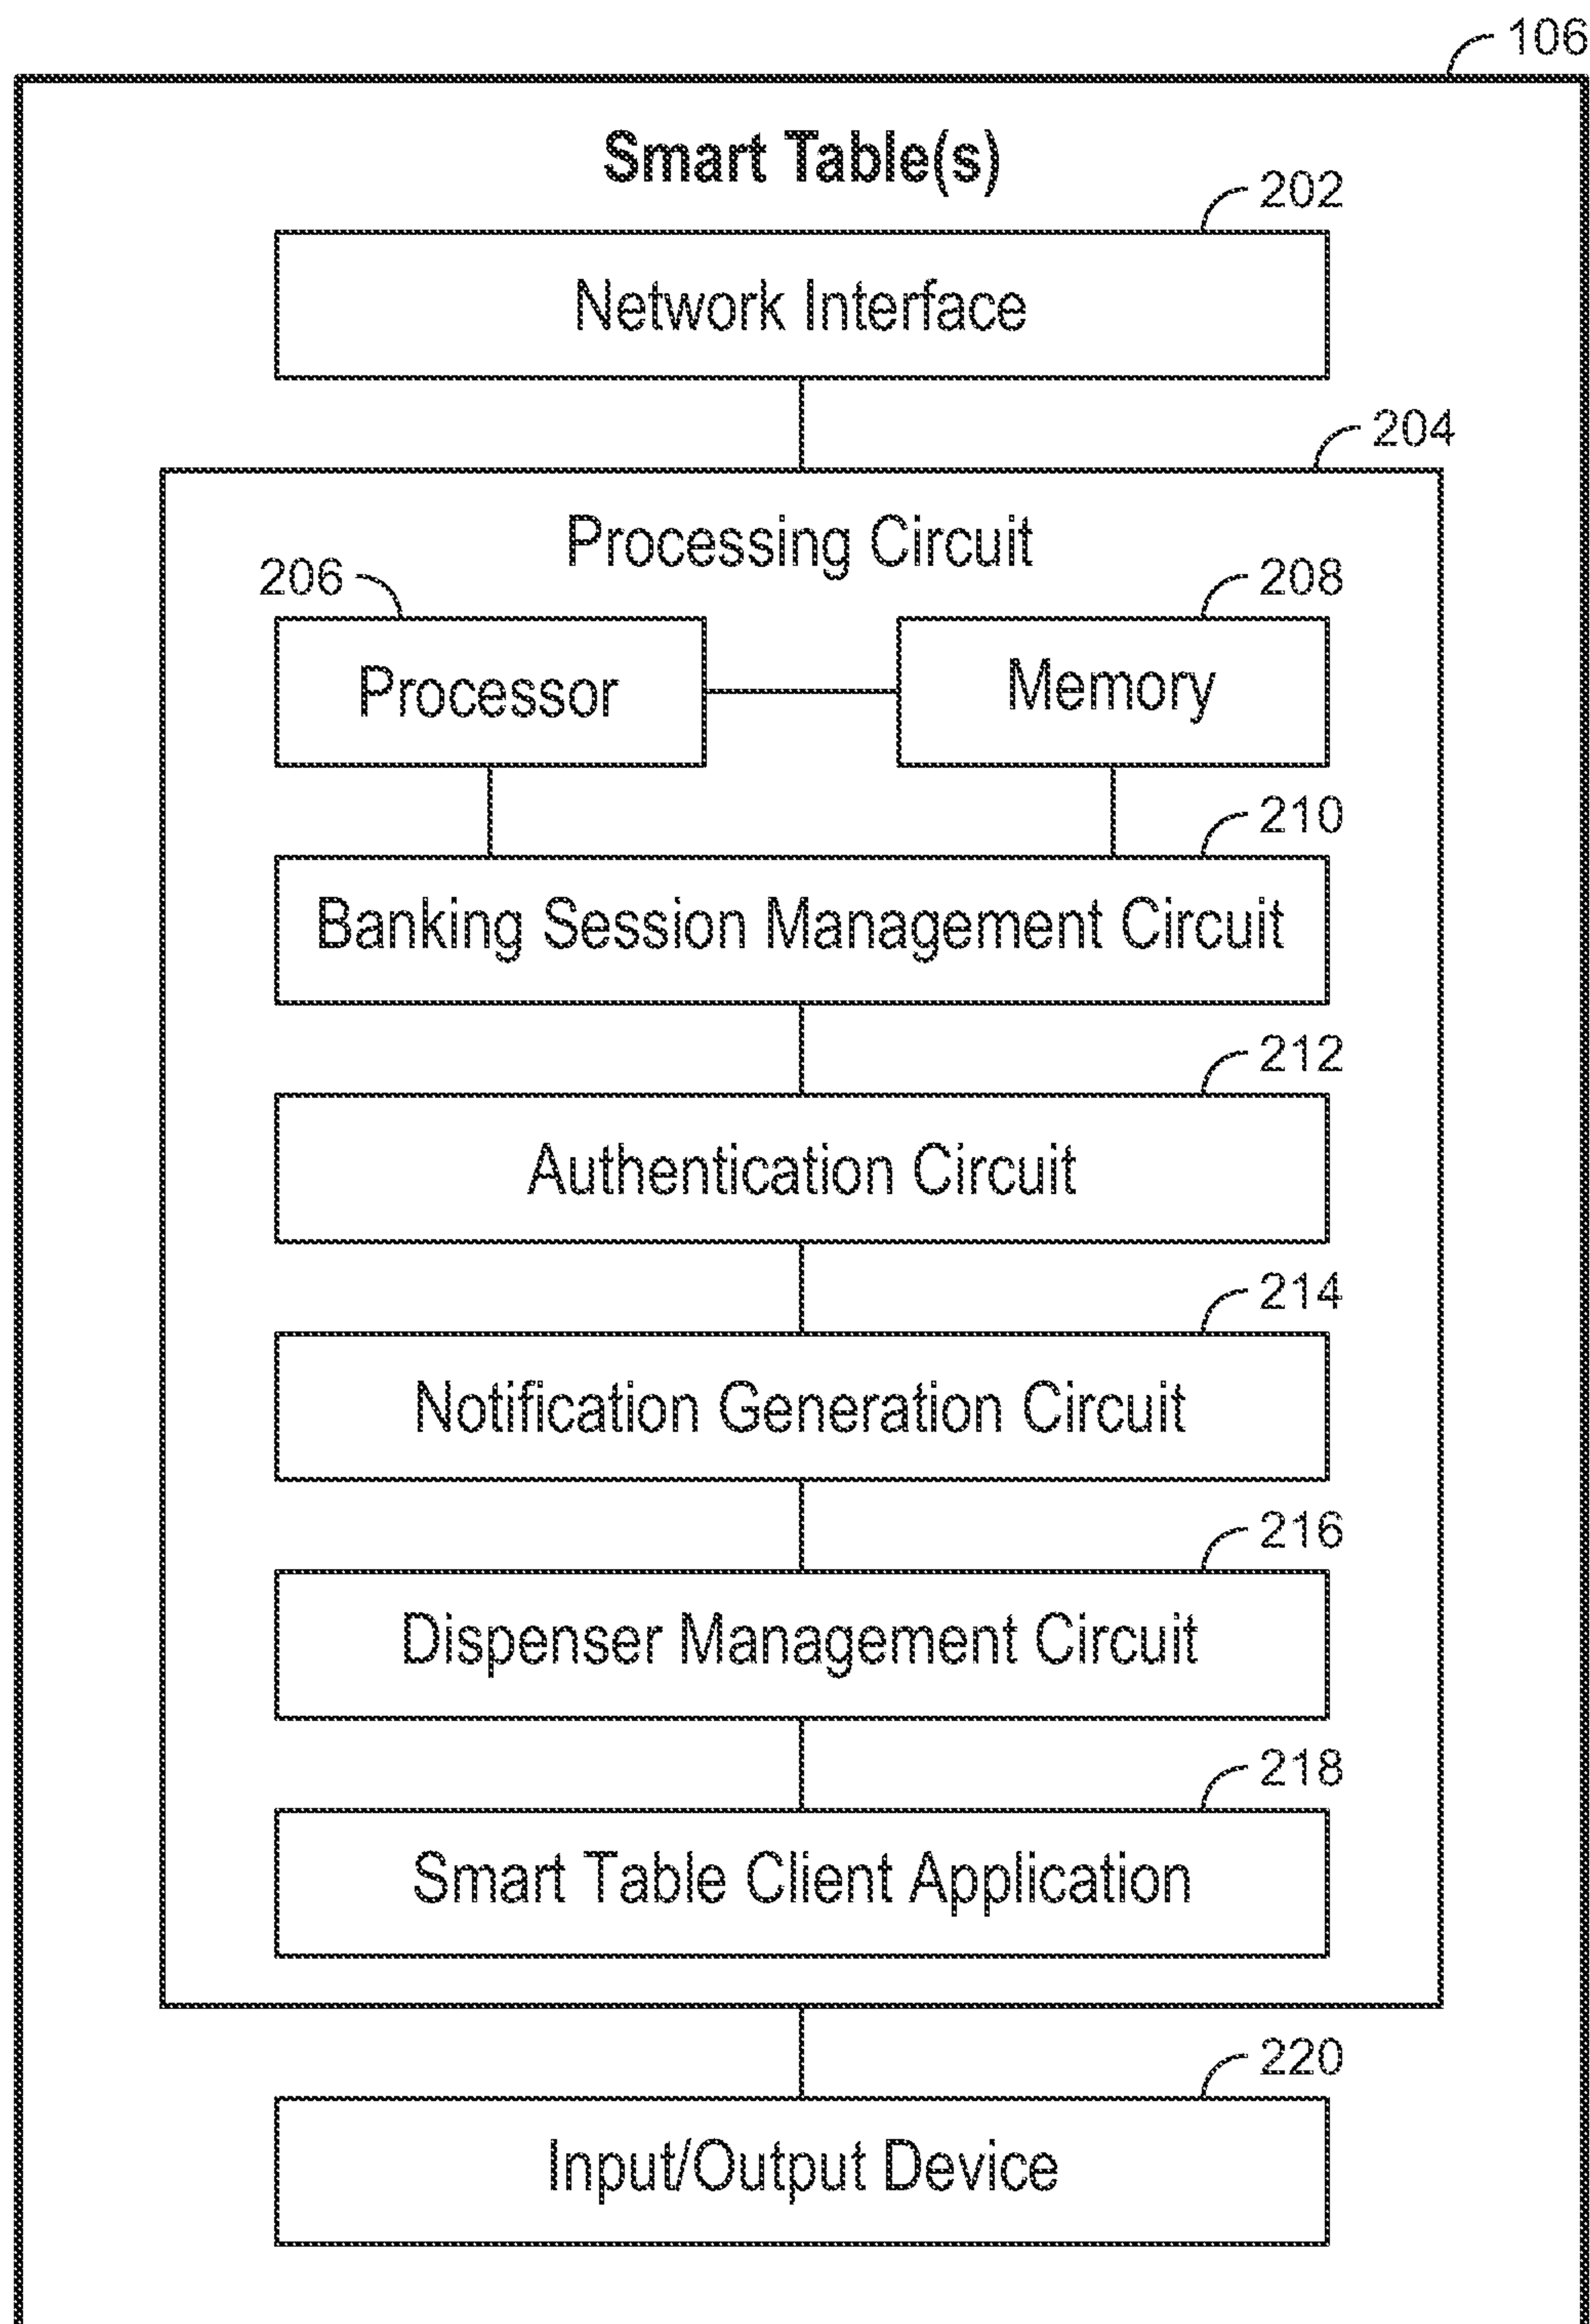 106
Smart Table(s)
202
Network Interface
204
Processing Circuit
206
208
Processor
Memory
210
Banking Session Management Circuit
212
Authentication Circuit
214
Notification Generation Circuit
216
Dispenser Management Circuit
218
Smart Table Client Application
220
Input/Output Device